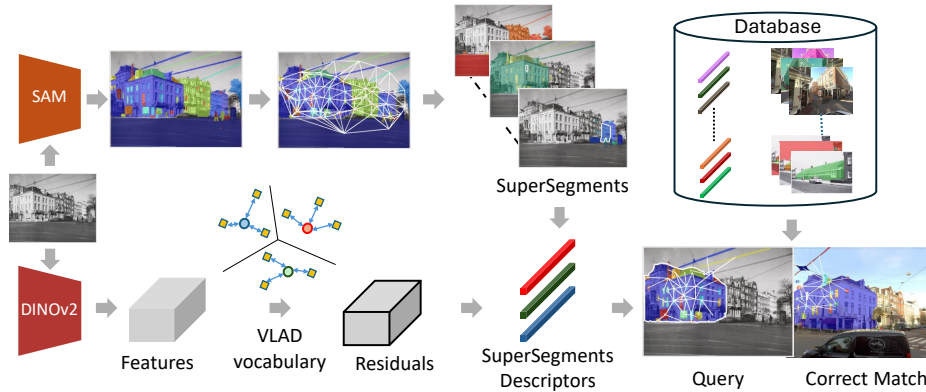 Database
SAM
SuperSegments
DINOv2
Features
VLAD
vocabulary
Residuals
SuperSegments
Descriptors
Query
Correct Match